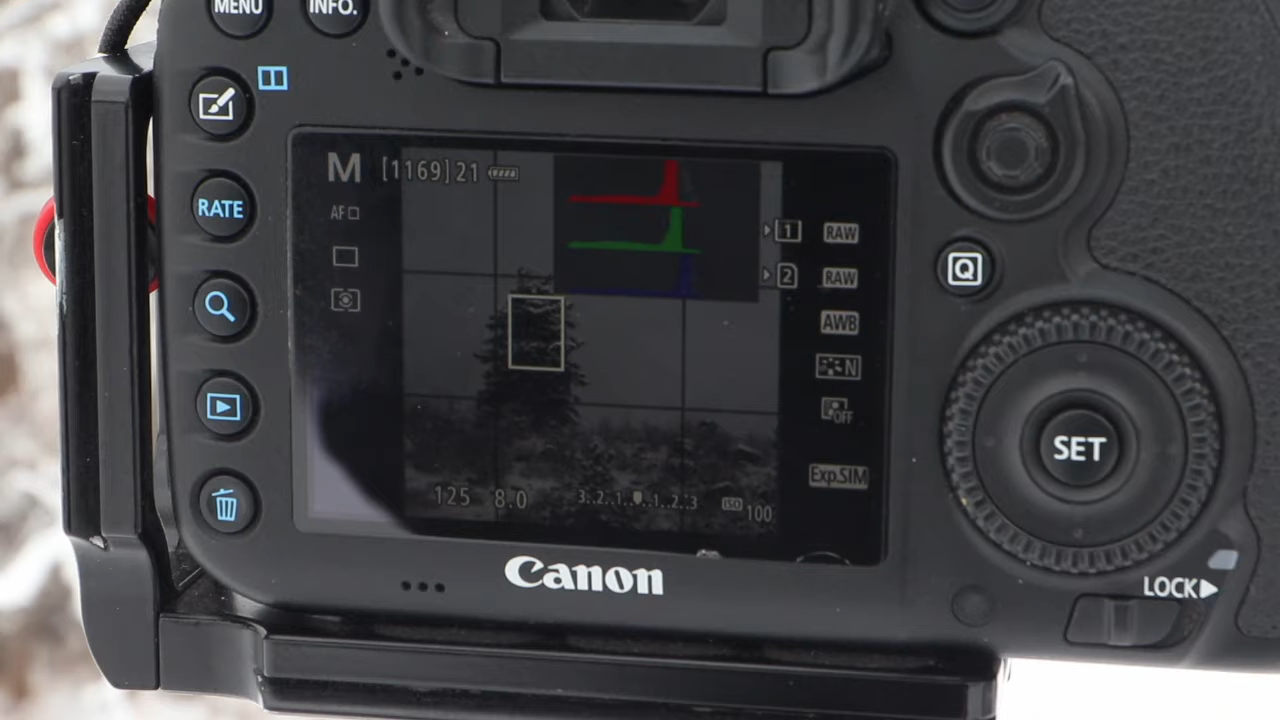 MENU
INFO.
M [1169] 21
AF
RATE
1 RAW
2 RAW
Q
AWB
N
OFF
SET
Exp.SIM
125 8.0 3..2..1..1..2..3 ISO 100
Canon
LOCK